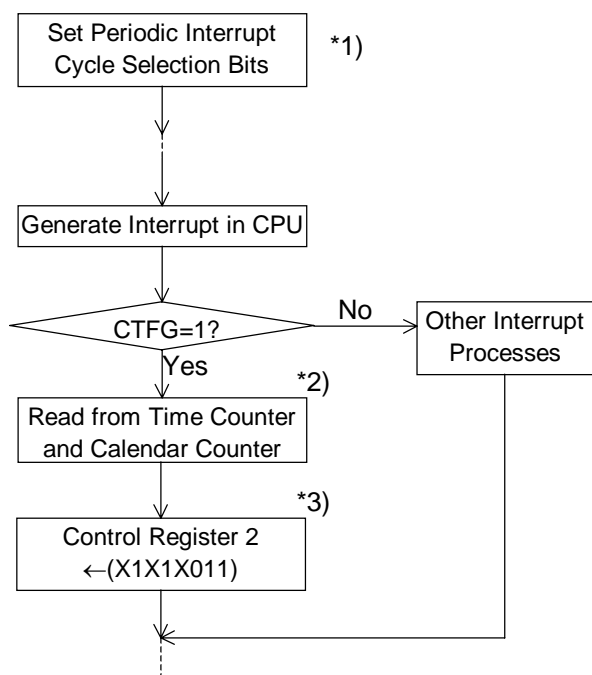 Set Periodic Interrupt
Cycle Selection Bits
*1)
Generate Interrupt in CPU
CTFG=1?
No
Other Interrupt
Processes
Yes
*2)
Read from Time Counter
and Calendar Counter
*3)
Control Register 2
←(X1X1X011)